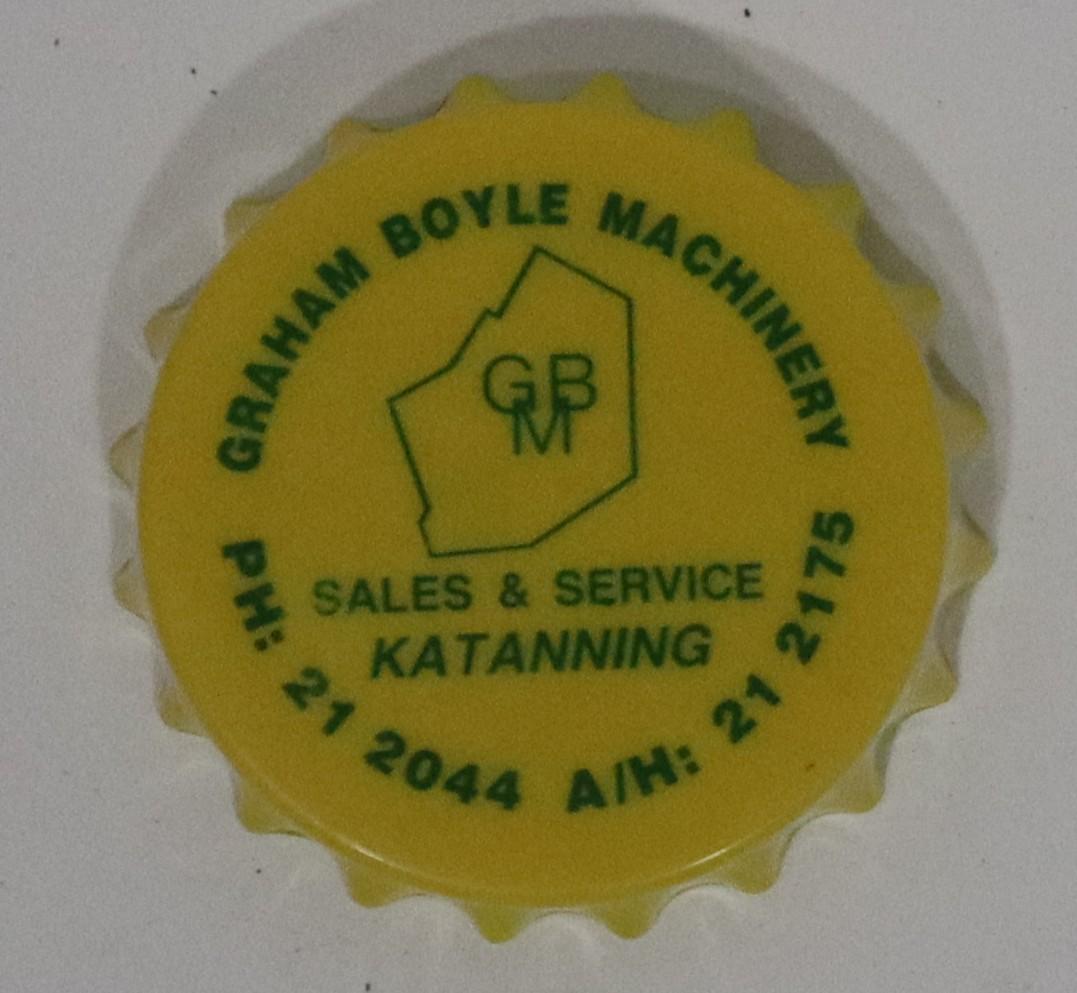 GRAHAM BOYLE MACHINERY
GB
M
SALES & SERVICE
KATANNING
PH: 21 2044 A/H: 21 2175